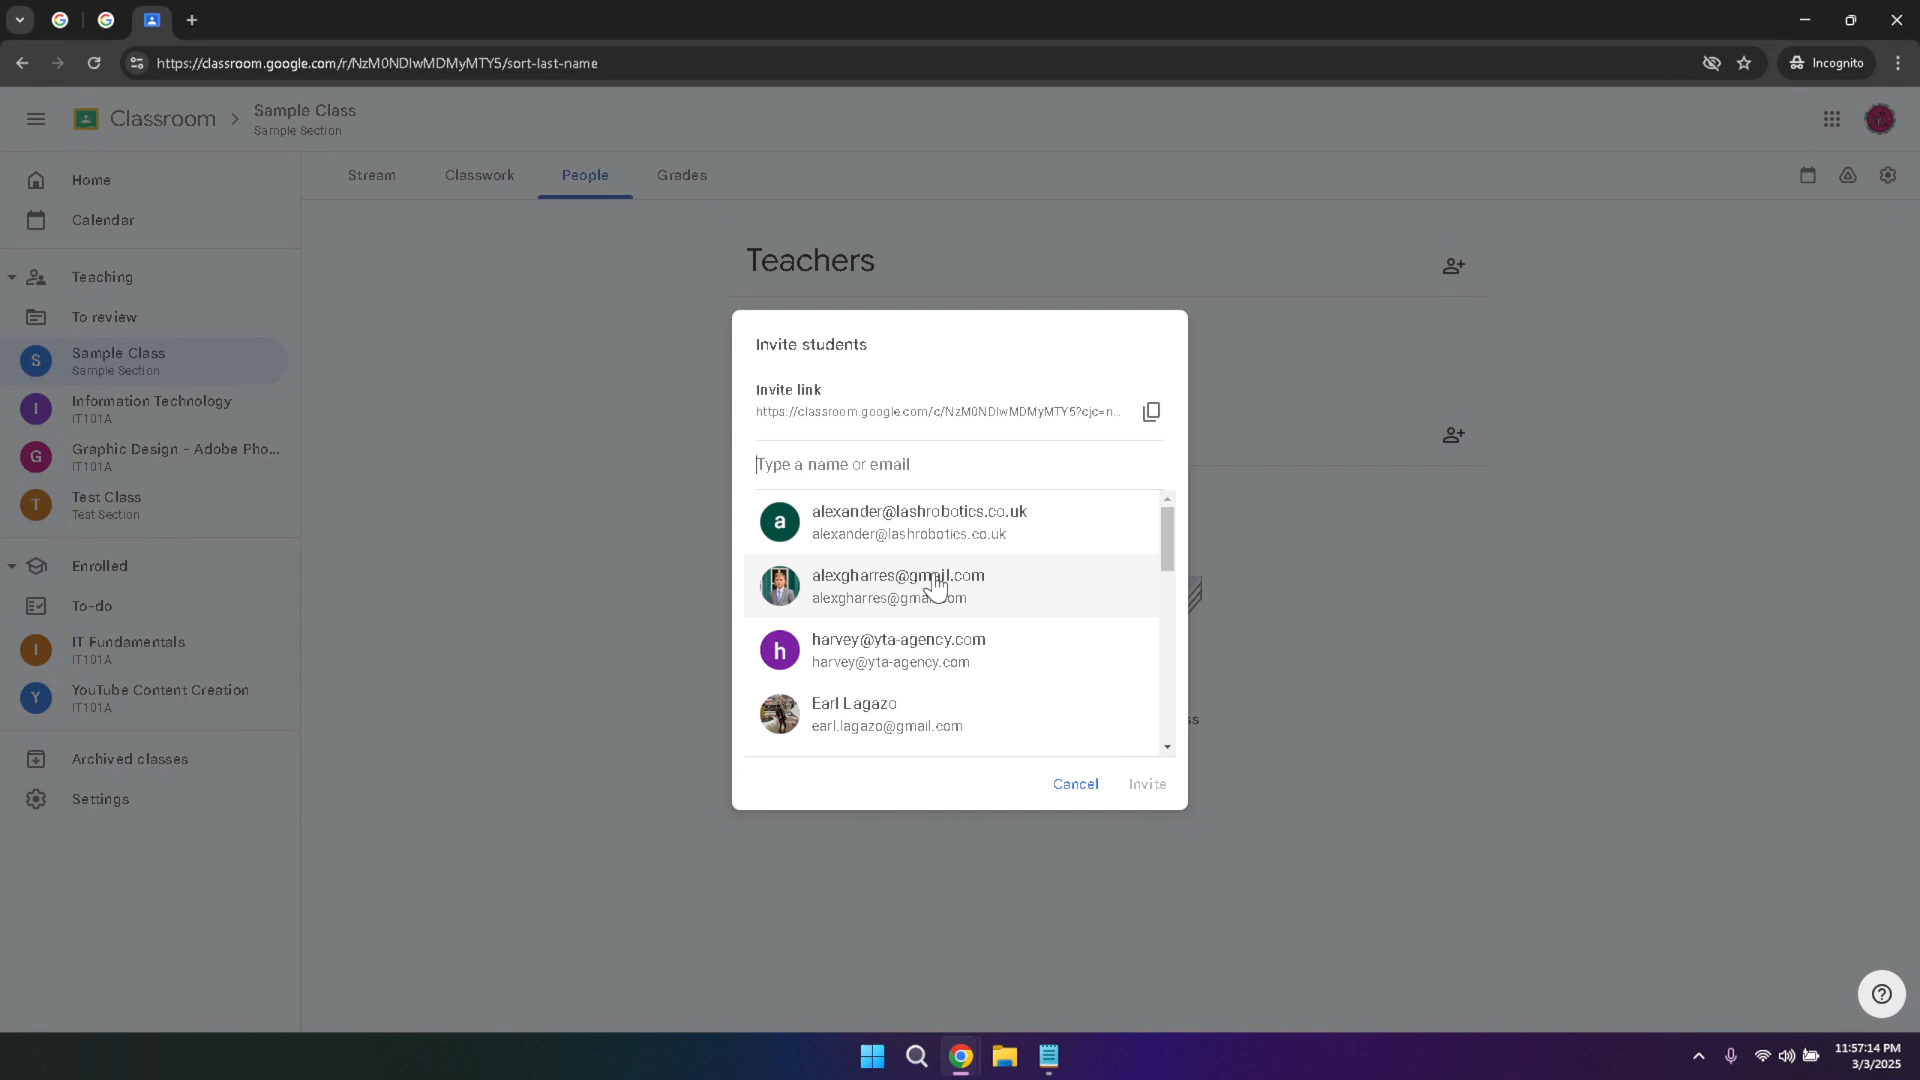 https://classroom.google.com/r/NzM0NDIwMDMyMTY5/sort-last-name
Incognito
Classroom
Sample Class
Sample Section
Home
Calendar
Teaching
To review
S
Sample Class
Sample Section
I
Information Technology
IT101A
G
Graphic Design - Adobe Pho...
IT101A
T
Test Class
Test Section
Enrolled
To-do
I
IT Fundamentals
IT101A
Y
YouTube Content Creation
IT101A
Archived classes
Settings
Stream
Classwork
People
Grades
Teachers
Invite students
Invite link
https://classroom.google.com/c/NzM0NDIwMDMyMTY5?cjc=n...
Type a name or email
a
alexander@lashrobotics.co.uk
alexander@lashrobotics.co.uk
alexgharres@gmail.com
alexgharres@gmail.com
h
harvey@yta-agency.com
harvey@yta-agency.com
Earl Lagazo
earl.lagazo@gmail.com
Cancel
Invite
11:57:14 PM
3/3/2025